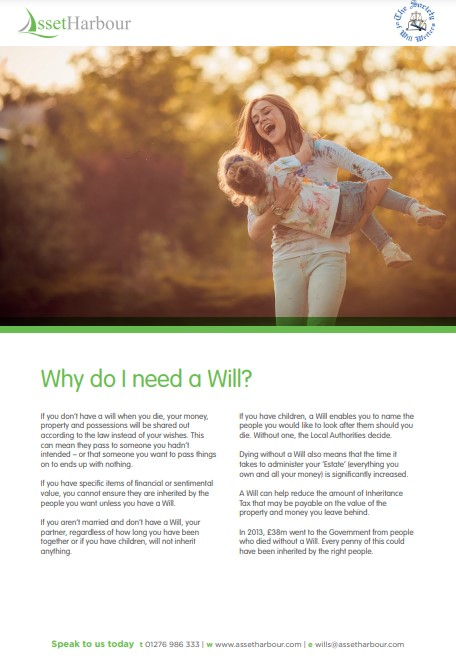 AssetHarbour
The Society
of
Will Writers
Why do I need a Will?
If you don't have a will when you die, your money,
property and possessions will be shared out
according to the law instead of your wishes. This
can mean they pass to someone you hadn't
intended – or that someone you want to pass things
on to ends up with nothing.
If you have specific items of financial or sentimental
value, you cannot ensure they are inherited by the
people you want unless you have a Will.
If you aren't married and don't have a Will, your
partner, regardless of how long you have been
together or if you have children, will not inherit
anything.
If you have children, a Will enables you to name the
people you would like to look after them should you
die. Without one, the Local Authorities decide.
Dying without a Will also means that the time it
takes to administer your 'Estate' (everything you
own and all your money) is significantly increased.
A Will can help reduce the amount of Inheritance
Tax that may be payable on the value of the
property and money you leave behind.
In 2013, £38m went to the Government from people
who died without a Will. Every penny of this could
have been inherited by the right people.
Speak to us today t 01276 986 333 | w www.assetharbour.com | e wills@assetharbour.com